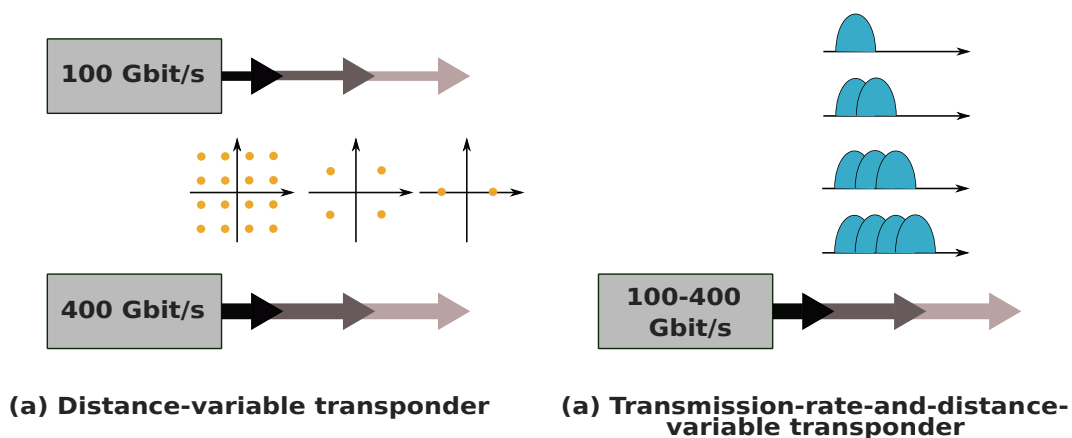 100 Gbit/s
400 Gbit/s
100-400
Gbit/s
(a) Distance-variable transponder
(a) Transmission-rate-and-distance-
variable transponder